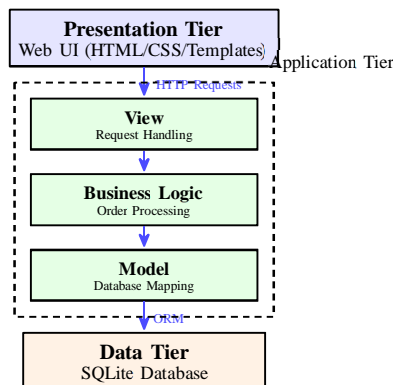 Presentation Tier
Web UI (HTML/CSS/Templates)
Application Tier
HTTP Requests
View
Request Handling
Business Logic
Order Processing
Model
Database Mapping
ORM
Data Tier
SQLite Database